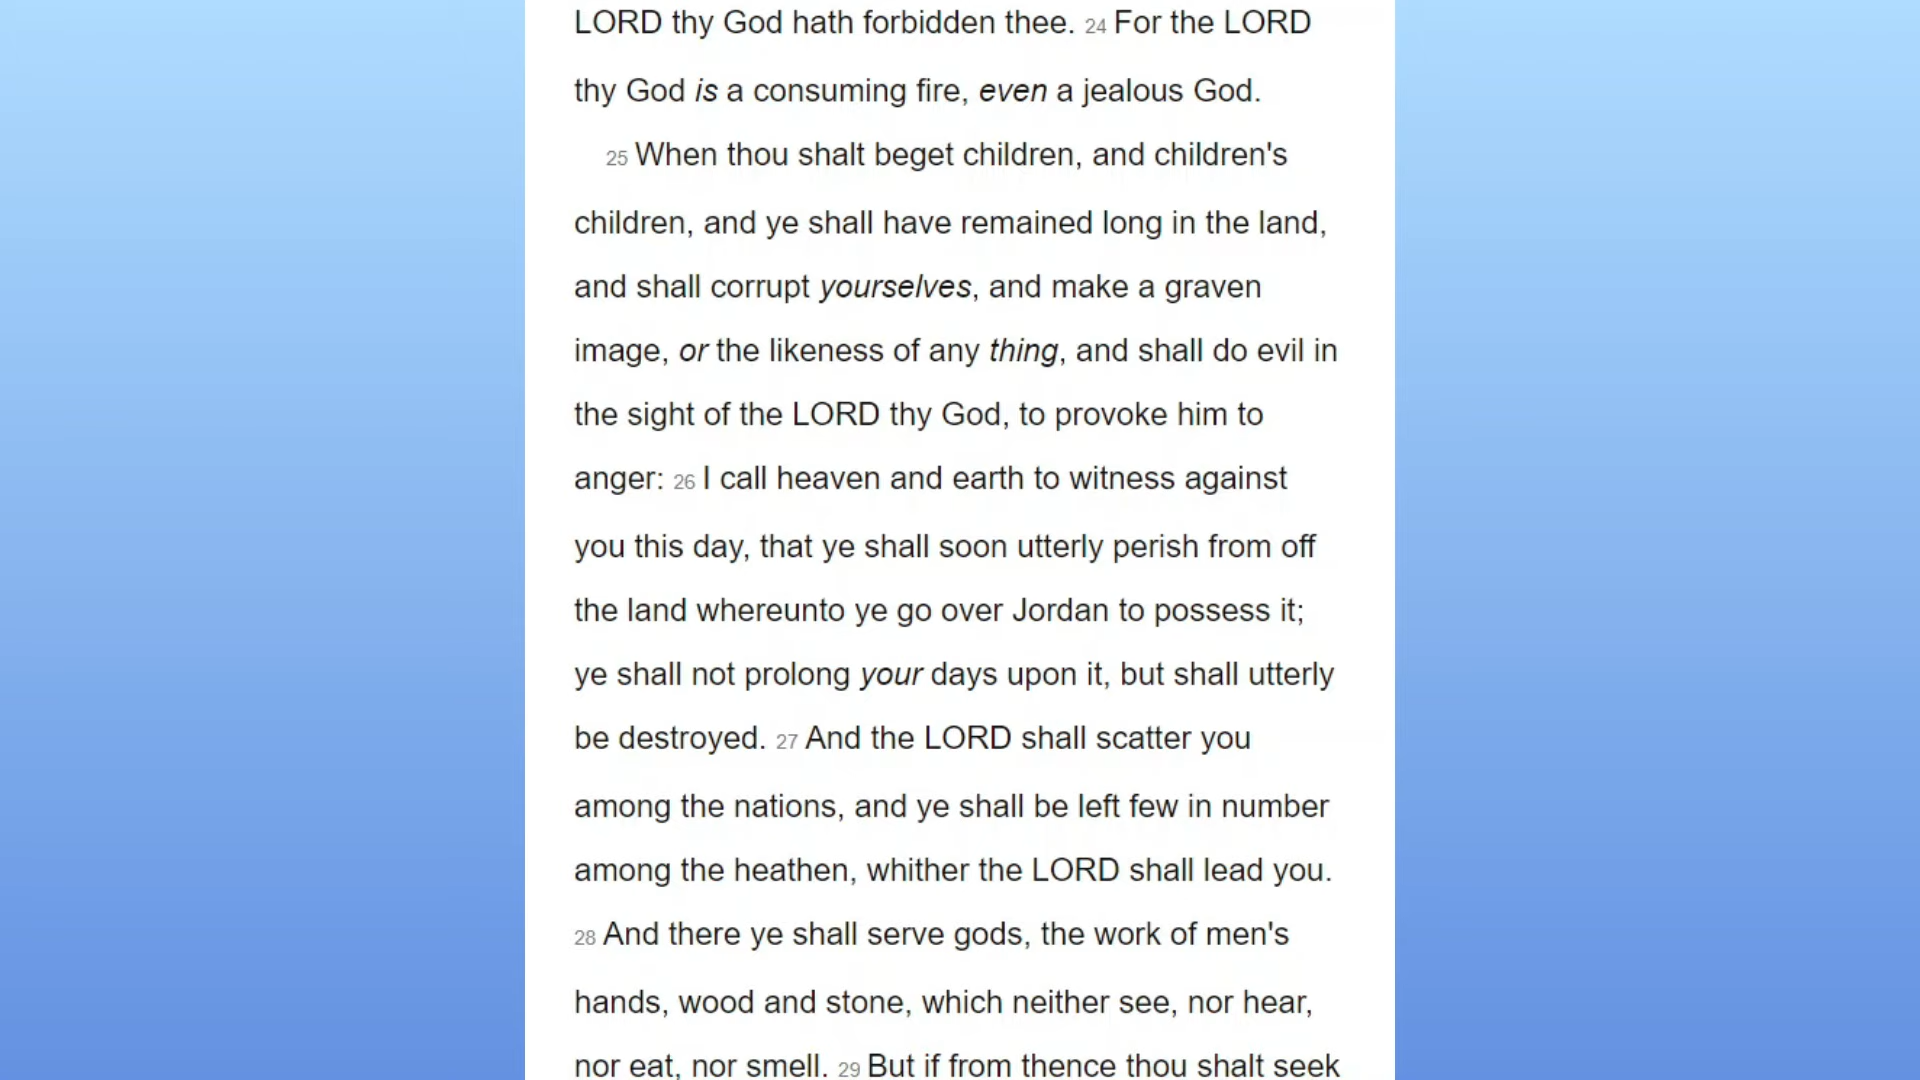 LORD thy God hath forbidden thee. 24 For the LORD
thy God is a consuming fire, even a jealous God.
25 When thou shalt beget children, and children's
children, and ye shall have remained long in the land,
and shall corrupt yourselves, and make a graven
image, or the likeness of any thing, and shall do evil in
the sight of the LORD thy God, to provoke him to
anger: 26 I call heaven and earth to witness against
you this day, that ye shall soon utterly perish from off
the land whereunto ye go over Jordan to possess it;
ye shall not prolong your days upon it, but shall utterly
be destroyed. 27 And the LORD shall scatter you
among the nations, and ye shall be left few in number
among the heathen, whither the LORD shall lead you.
28 And there ye shall serve gods, the work of men's
hands, wood and stone, which neither see, nor hear,
nor eat, nor smell. 29 But if from thence thou shalt seek